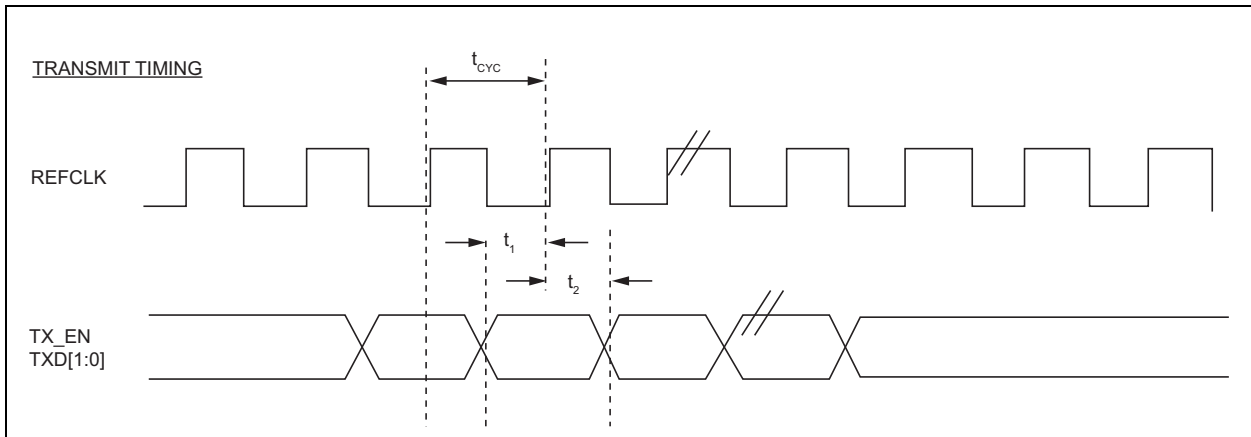 TRANSMIT TIMING
tCYC
REFCLK
t1
t2
TX_EN
TXD[1:0]